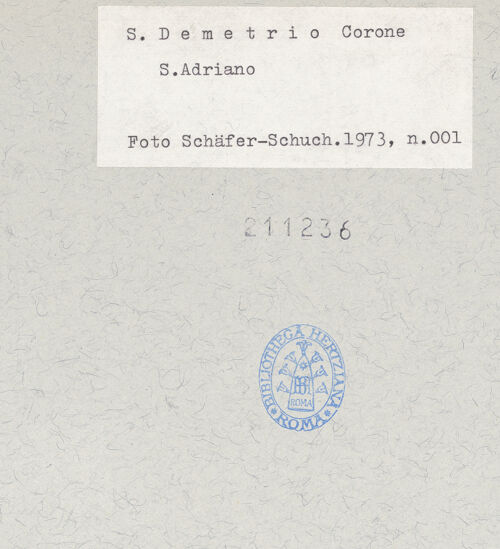 S. D e m e t r i o Corone
S.Adriano
Foto Schäfer-Schuch.1973, n.001
211236
BIBLIOTHECA HERTZIANA
ROMA
ROMA